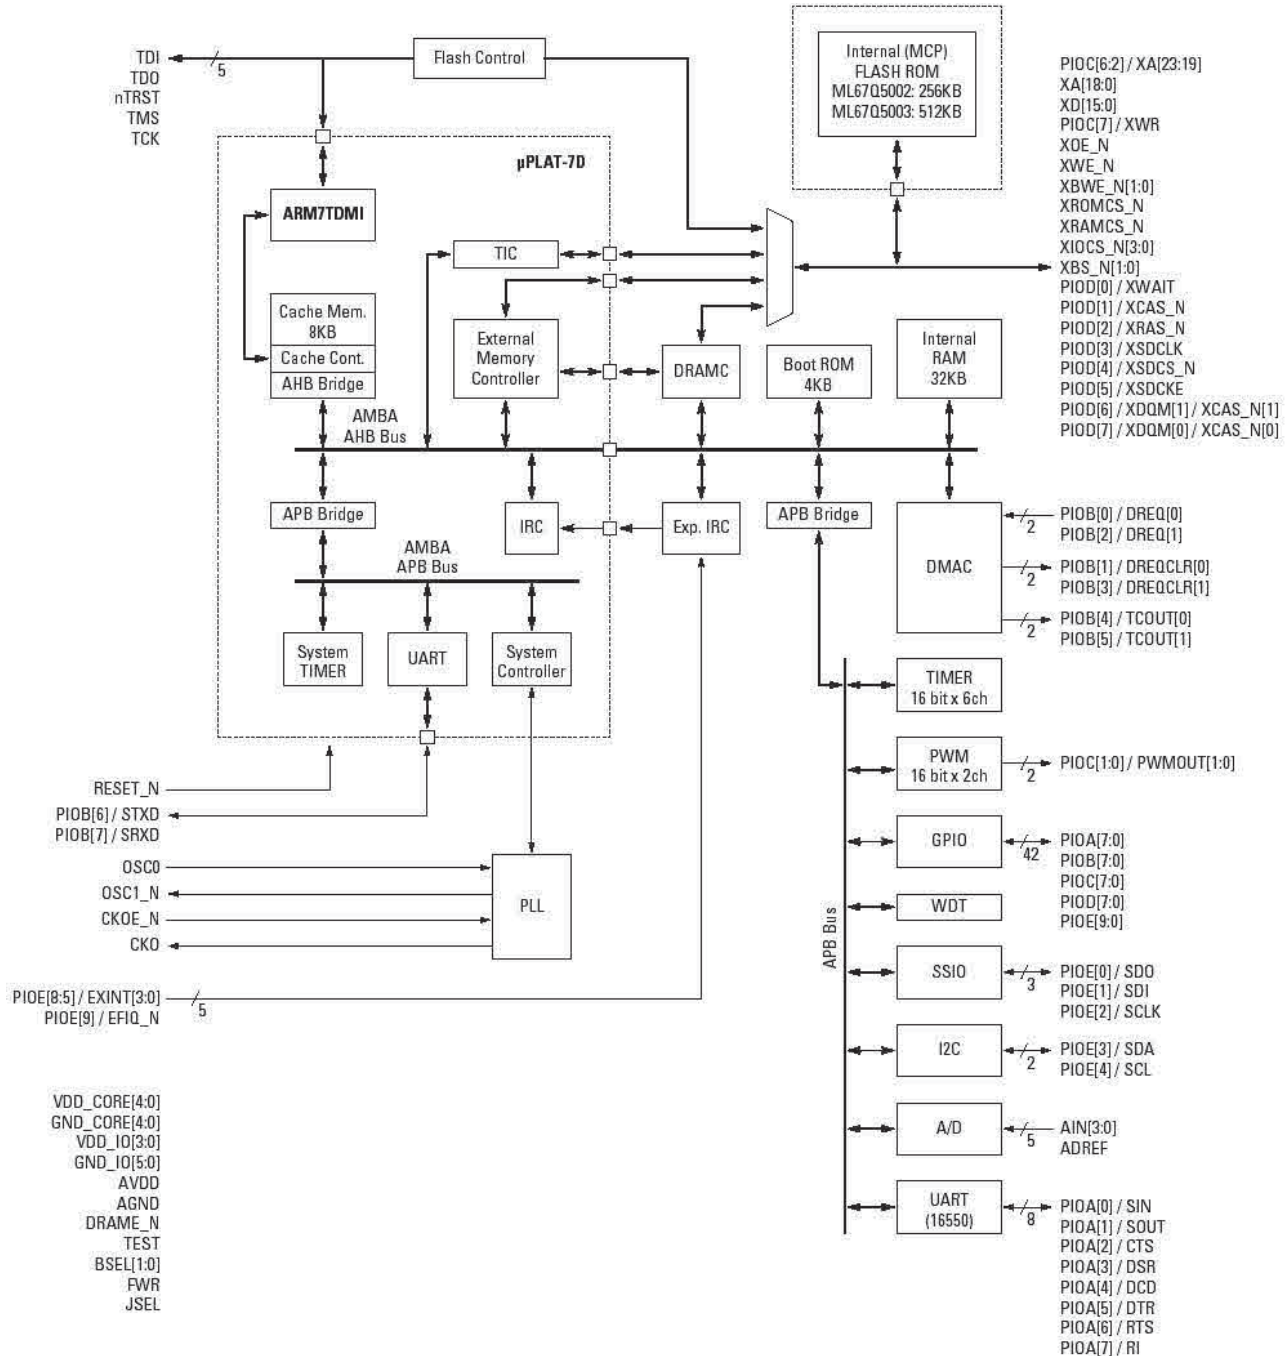 TDI
TDO
nTRST
TMS
TCK
5
Flash Control
Internal (MCP)
FLASH ROM
ML67Q5002: 256KB
ML67Q5003: 512KB
PIOC[6:2] / XA[23:19]
XA[18:0]
XD[15:0]
PIOC[7] / XWR
XOE_N
XWE_N
XBWE_N[1:0]
XROMCS_N
XRAMCS_N
XIOCS_N[3:0]
XBS_N[1:0]
PIOD[0] / XWAIT
PIOD[1] / XCAS_N
PIOD[2] / XRAS_N
PIOD[3] / XSDCLK
PIOD[4] / XSDCS_N
PIOD[5] / XSDCKE
PIOD[6] / XDQM[1] / XCAS_N[1]
PIOD[7] / XDQM[0] / XCAS_N[0]
µPLAT-7D
ARM7TDMI
TIC
Cache Mem.
8KB
Cache Cont.
AHB Bridge
External
Memory
Controller
DRAMC
Boot ROM
4KB
Internal
RAM
32KB
AMBA
AHB Bus
APB Bridge
IRC
Exp. IRC
APB Bridge
DMAC
2
PIOB[0] / DREQ[0]
PIOB[2] / DREQ[1]
2
PIOB[1] / DREQCLR[0]
PIOB[3] / DREQCLR[1]
2
PIOB[4] / TCOUT[0]
PIOB[5] / TCOUT[1]
AMBA
APB Bus
System
TIMER
UART
System
Controller
TIMER
16 bit x 6ch
PWM
16 bit x 2ch
2
PIOC[1:0] / PWMOUT[1:0]
RESET_N
PIOB[6] / STXD
PIOB[7] / SRXD
OSC0
OSC1_N
CKOE_N
CKO
PLL
GPIO
42
PIOA[7:0]
PIOB[7:0]
PIOC[7:0]
PIOD[7:0]
PIOE[9:0]
WDT
APB Bus
SSIO
3
PIOE[0] / SDO
PIOE[1] / SDI
PIOE[2] / SCLK
PIOE[8:5] / EXINT[3:0]
PIOE[9] / EFIQ_N
5
I2C
2
PIOE[3] / SDA
PIOE[4] / SCL
A/D
5
AIN[3:0]
ADREF
UART
(16550)
8
PIOA[0] / SIN
PIOA[1] / SOUT
PIOA[2] / CTS
PIOA[3] / DSR
PIOA[4] / DCD
PIOA[5] / DTR
PIOA[6] / RTS
PIOA[7] / RI
VDD_CORE[4:0]
GND_CORE[4:0]
VDD_IO[3:0]
GND_IO[5:0]
AVDD
AGND
DRAME_N
TEST
BSEL[1:0]
FWR
JSEL